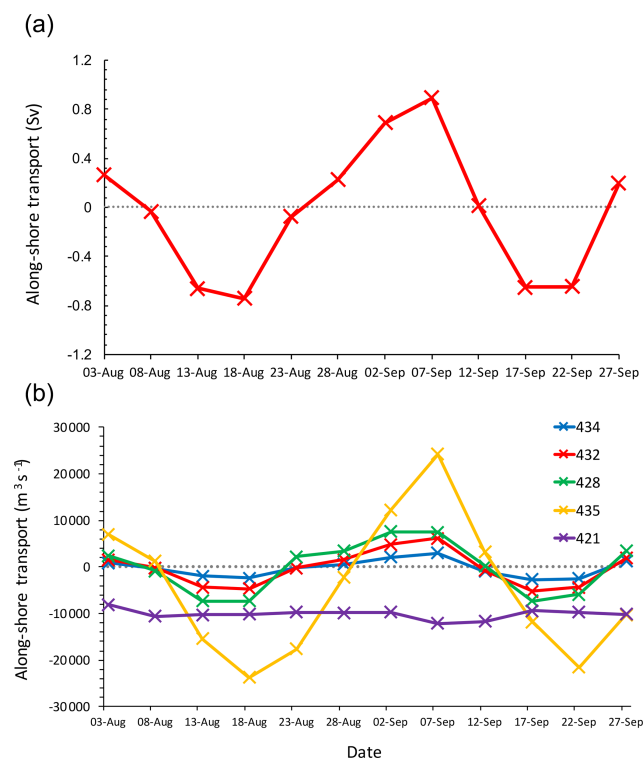 (a)
Along-shore transport (Sv)
1.2
0.8
0.4
0
-0.4
-0.8
-1.2
03-Aug 08-Aug 13-Aug 18-Aug 23-Aug 28-Aug 02-Sep 07-Sep 12-Sep 17-Sep 22-Sep 27-Sep
(b)
Along-shore transport (m³ s⁻¹)
30000
20000
10000
0
-10000
-20000
-30000
434
432
428
435
421
03-Aug 08-Aug 13-Aug 18-Aug 23-Aug 28-Aug 02-Sep 07-Sep 12-Sep 17-Sep 22-Sep 27-Sep
Date